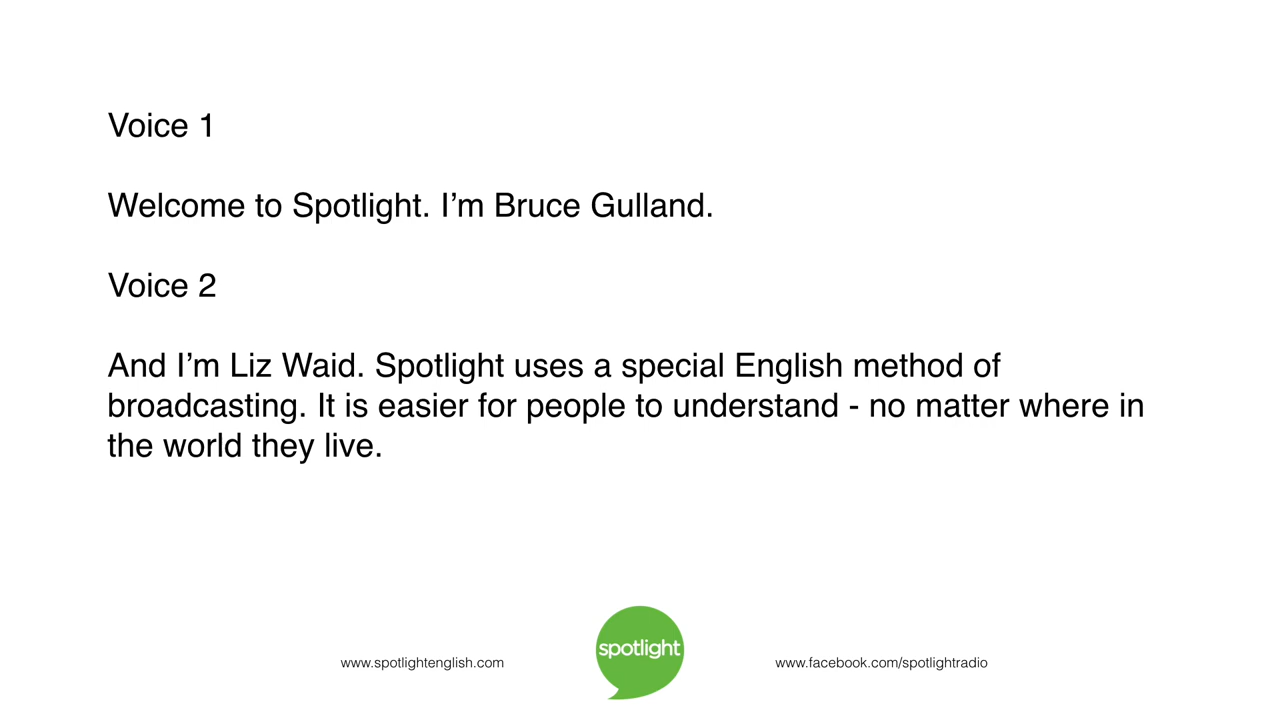 Voice 1
Welcome to Spotlight. I’m Bruce Gulland.
Voice 2
And I’m Liz Waid. Spotlight uses a special English method of
broadcasting. It is easier for people to understand - no matter where in
the world they live.
www.spotlightenglish.com
spotlight
www.facebook.com/spotlightradio